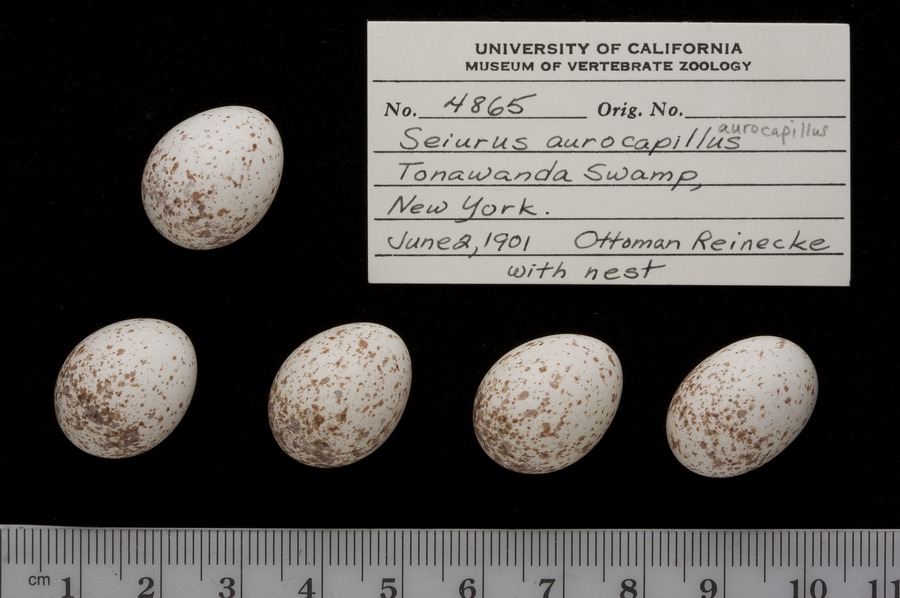 UNIVERSITY OF CALIFORNIA
MUSEUM OF VERTEBRATE ZOOLOGY
No. 4865 Orig. No.
Seiurus aurocapillus aurocapillus
Tonawanda Swamp,
New York.
June 2, 1901 Ottoman Reinecke
with nest
cm 1 2 3 4 5 6 7 8 9 10 11